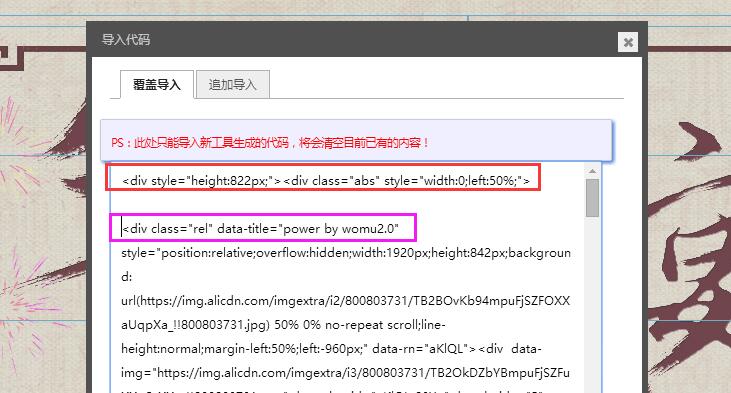 导入代码
覆盖导入 追加导入
PS：此处只能导入新工具生成的代码，将会清空目前已有的内容！
<div style="height:822px;"><div class="abs" style="width:0;left:50%;">
<div class="rel" data-title="power by womu2.0"
style="position:relative;overflow:hidden;width:1920px;height:842px;backgroun
d:
url(https://img.alicdn.com/imgextra/i2/800803731/TB2BOvKb94mpuFjSZFOXX
aUqpXa_!!800803731.jpg) 50% 0% no-repeat scroll;line-
height:normal;margin-left:50%;left:-960px;" data-rn="aKlQL"><div  data-
img="https://img.alicdn.com/imgextra/i3/800803731/TB2OkDZbYBmpuFjSZFu